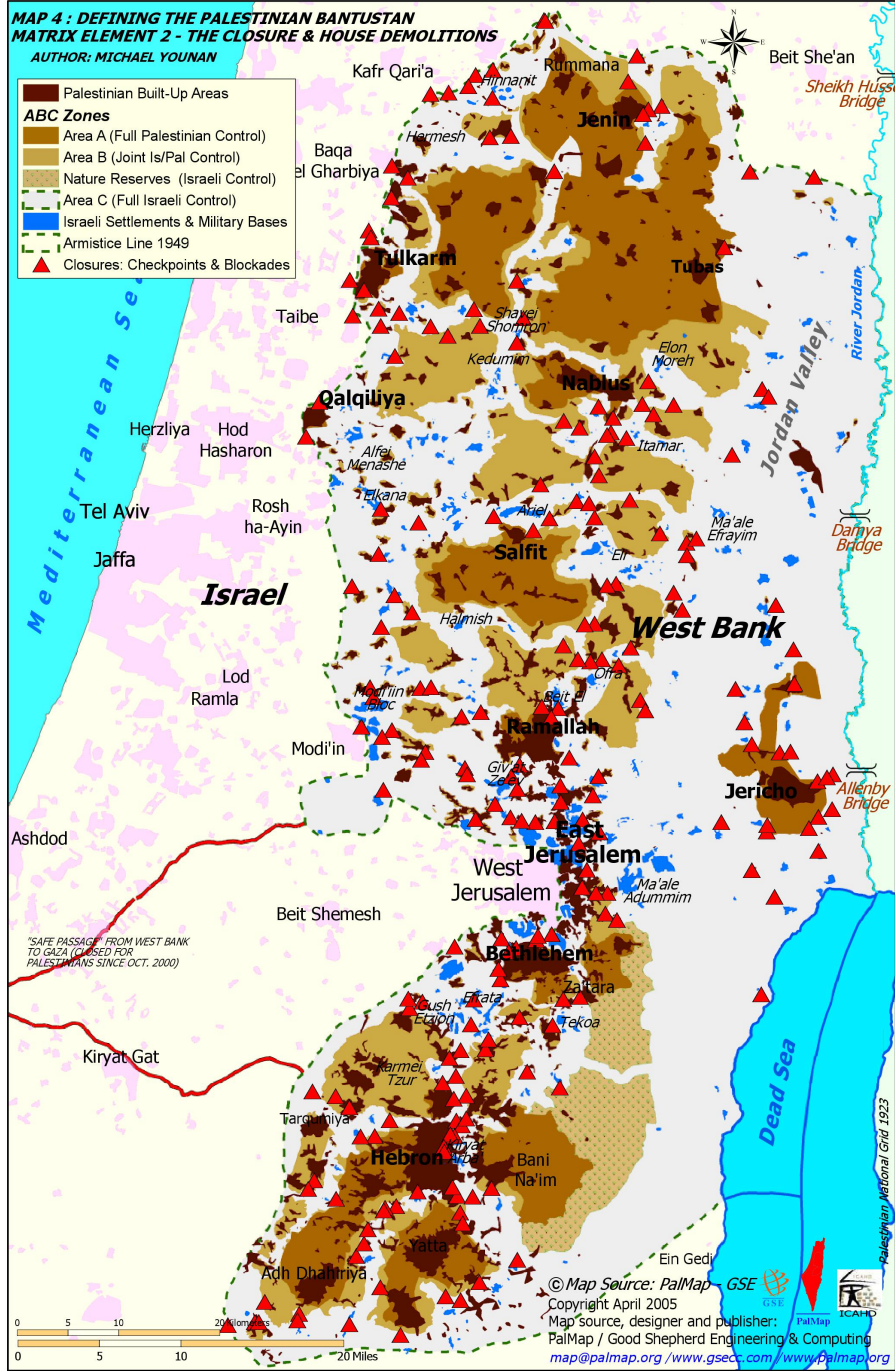 MAP 4 : DEFINING THE PALESTINIAN BANTUSTAN
MATRIX ELEMENT 2 - THE CLOSURE & HOUSE DEMOLITIONS
AUTHOR: MICHAEL YOUNAN
Palestinian Built-Up Areas
ABC Zones
Area A (Full Palestinian Control)
Area B (Joint Is/Pal Control)
Nature Reserves (Israeli Control)
Area C (Full Israeli Control)
Israeli Settlements & Military Bases
Armistice Line 1949
Closures: Checkpoints & Blockades
N
W
E
S
Beit She'an
Sheikh Husse
Bridge
Kafr Qari'a
Hinnanit
Rummana
Jenin
Hermesh
Baqa
el Gharbiya
Tulkarm
Tubas
Mediterranean Sea
Taibe
Shavei
Shomron
Kedumim
Elon
Moreh
River Jordan
Jordan Valley
Nablus
Qalqiliya
Herzliya
Hod
Hasharon
Alfei
Menashe
Itamar
Tel Aviv
Rosh
ha-Ayin
Elkana
Ariel
Ma'ale
Efrayim
Damya
Bridge
Jaffa
Salfit
Eli
Israel
Halmish
West Bank
Lod
Ramla
Ofra
Modi'in
Bloc
Beit El
Ramallah
Modi'in
Giv'at
Ze'ev
Jericho
Allenby
Bridge
Ashdod
East
Jerusalem
West
Jerusalem
Ma'ale
Adummim
Beit Shemesh
"SAFE PASSAGE" FROM WEST BANK
TO GAZA (CLOSED FOR
PALESTINIANS SINCE OCT. 2000)
Bethlehem
Zatara
Efrata
Gush
Etzion
Tekoa
Kiryat Gat
Karmei
Tzur
Dead Sea
Tarqumiya
Hebron
Kiryat
Arba
Bani
Na'im
Yatta
Adh Dhahiriya
Ein Gedi
Palestinian National Grid 1923
© Map Source: PalMap - GSE
Copyright April 2005
Map source, designer and publisher:
PalMap / Good Shepherd Engineering & Computing
map@palmap.org /www.gsecc.com /www.palmap.org
GSE
PalMap
ICAHD
ICAHD
0 5 10 20 Kilometers
0 5 10 20 Miles